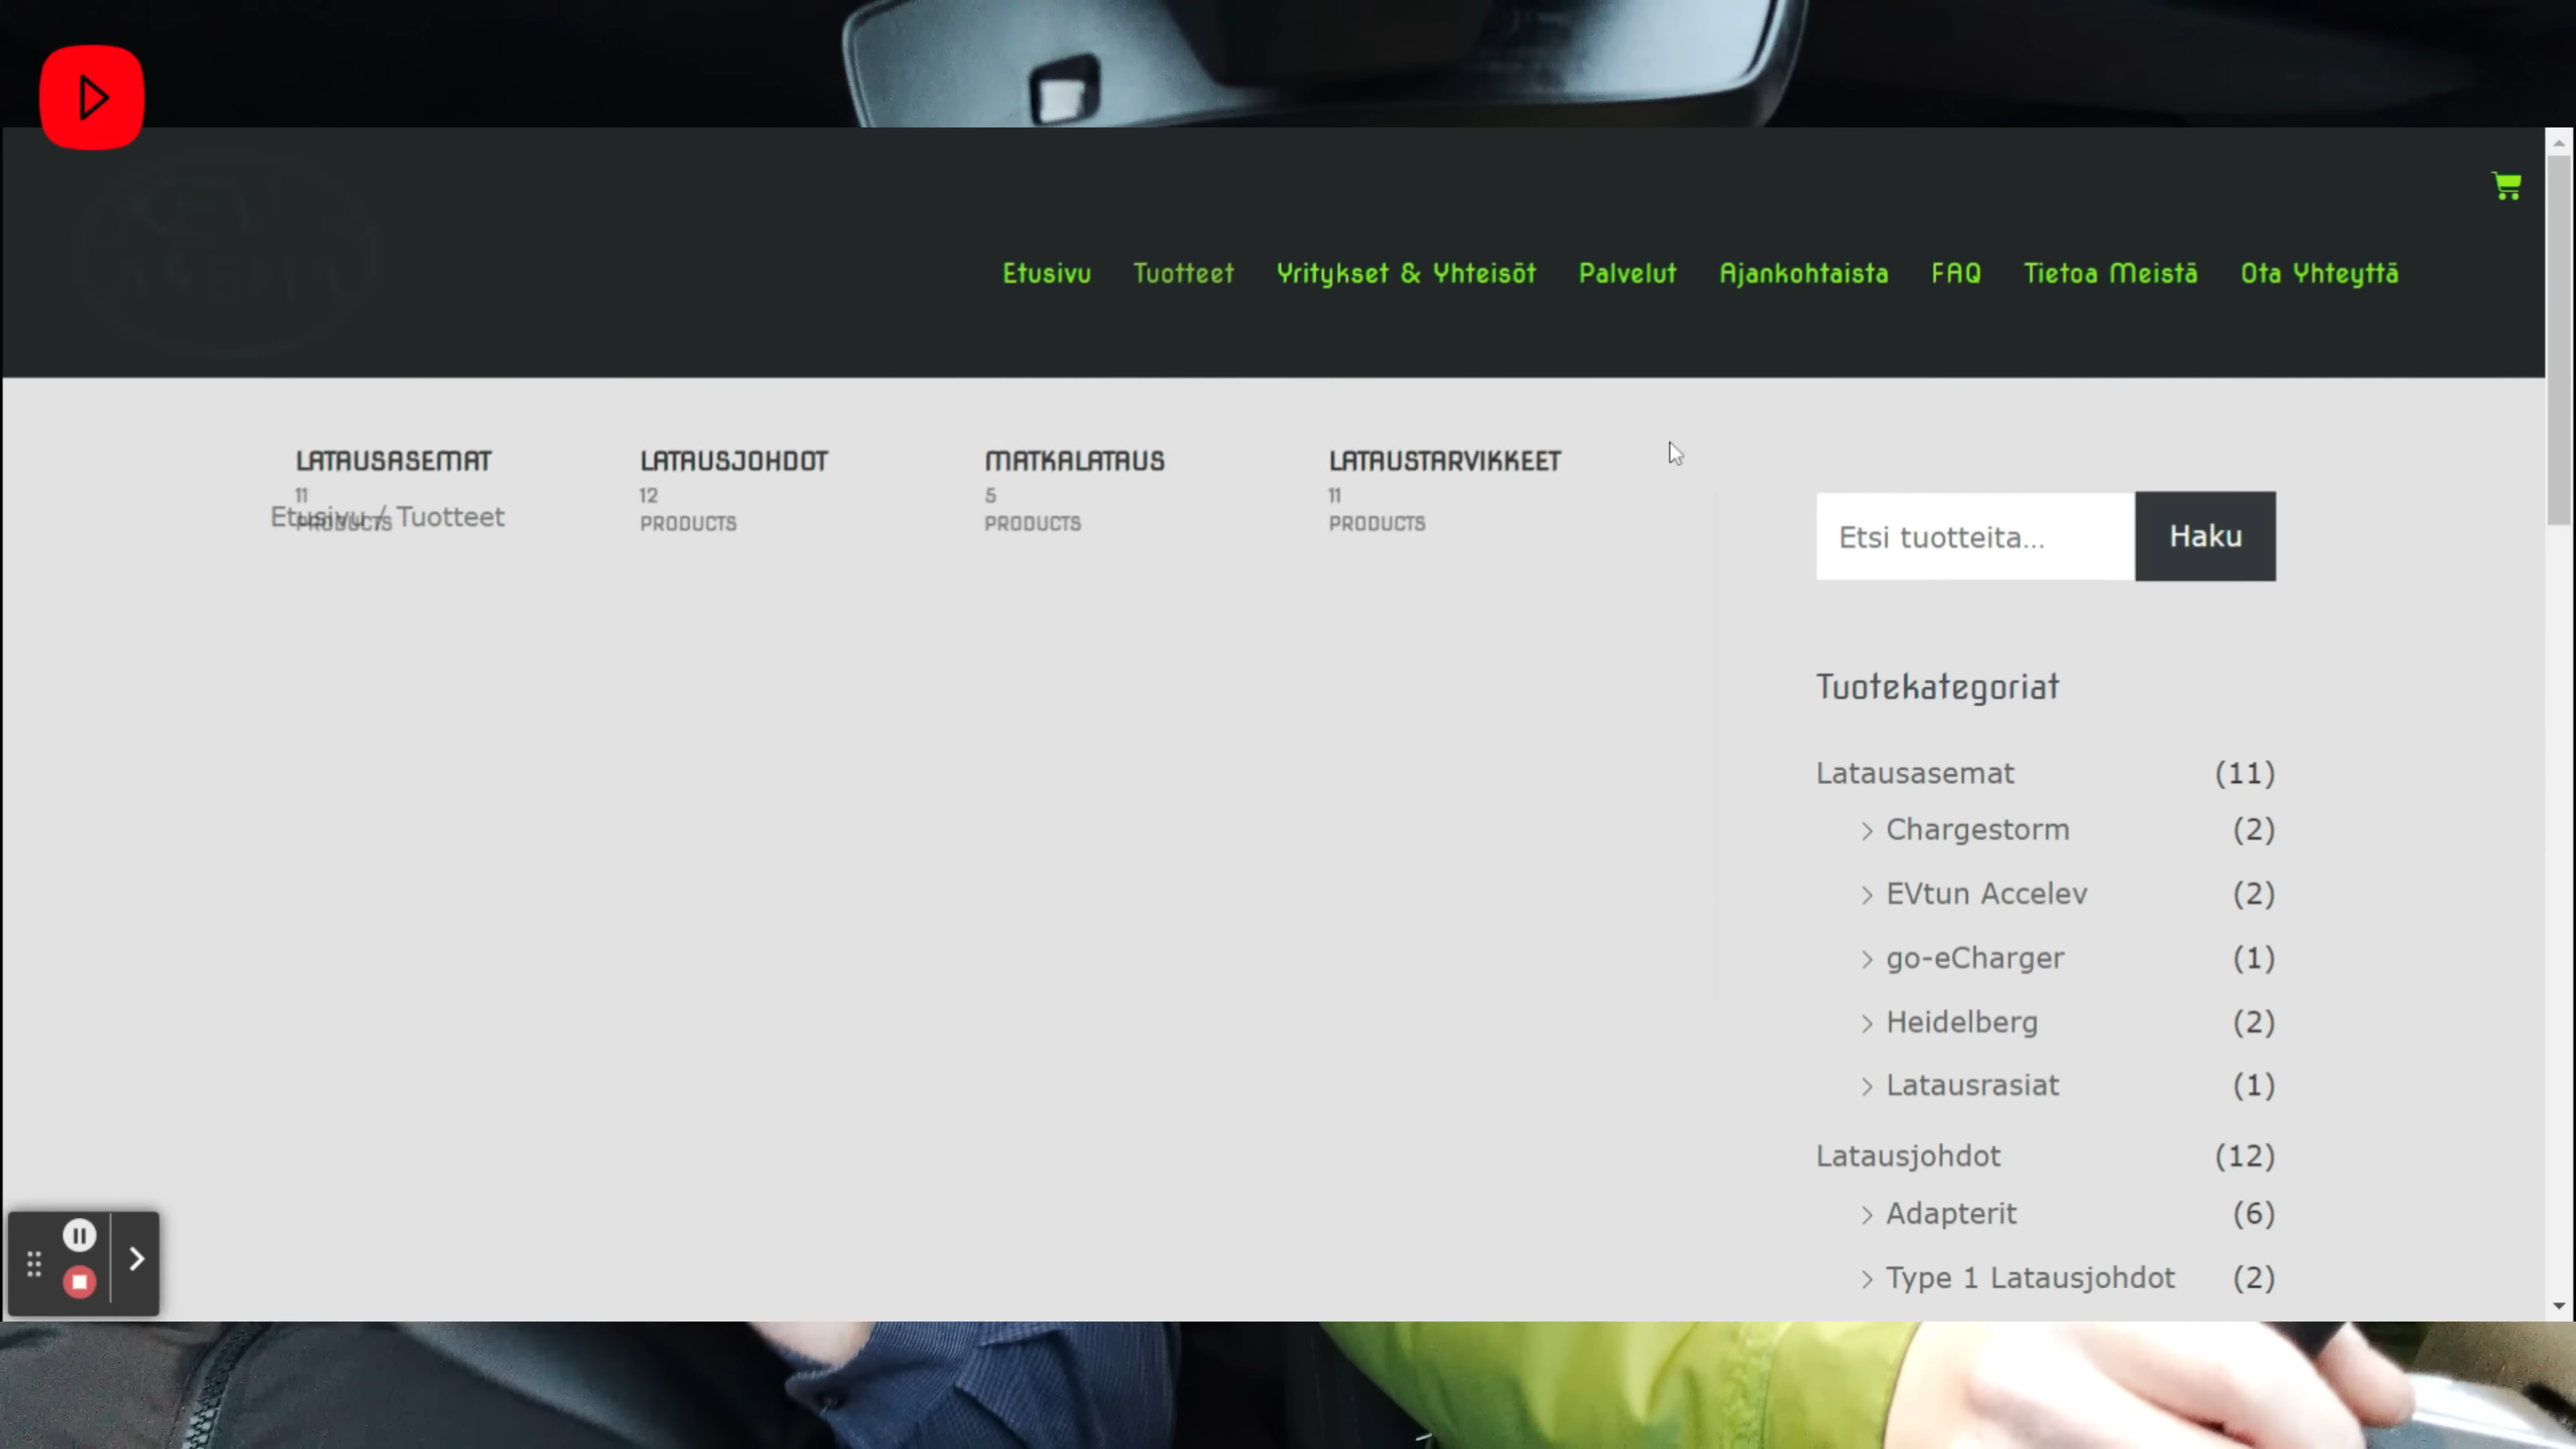 Etusivu Tuotteet Yritykset & Yhteisöt Palvelut Ajankohtaista FAQ Tietoa Meistä Ota Yhteyttä
LATAUSASEMAT
11
PRODUCTS
LATAUSJOHDOT
12
PRODUCTS
MATKALATAUS
5
PRODUCTS
LATAUSTARVIKKEET
11
PRODUCTS
Etusivu / Tuotteet
Etsi tuotteita... Haku
Tuotekategoriat
Latausasemat (11)
Chargestorm (2)
EVtun Accelev (2)
go-eCharger (1)
Heidelberg (2)
Latausrasiat (1)
Latausjohdot (12)
Adapterit (6)
Type 1 Latausjohdot (2)